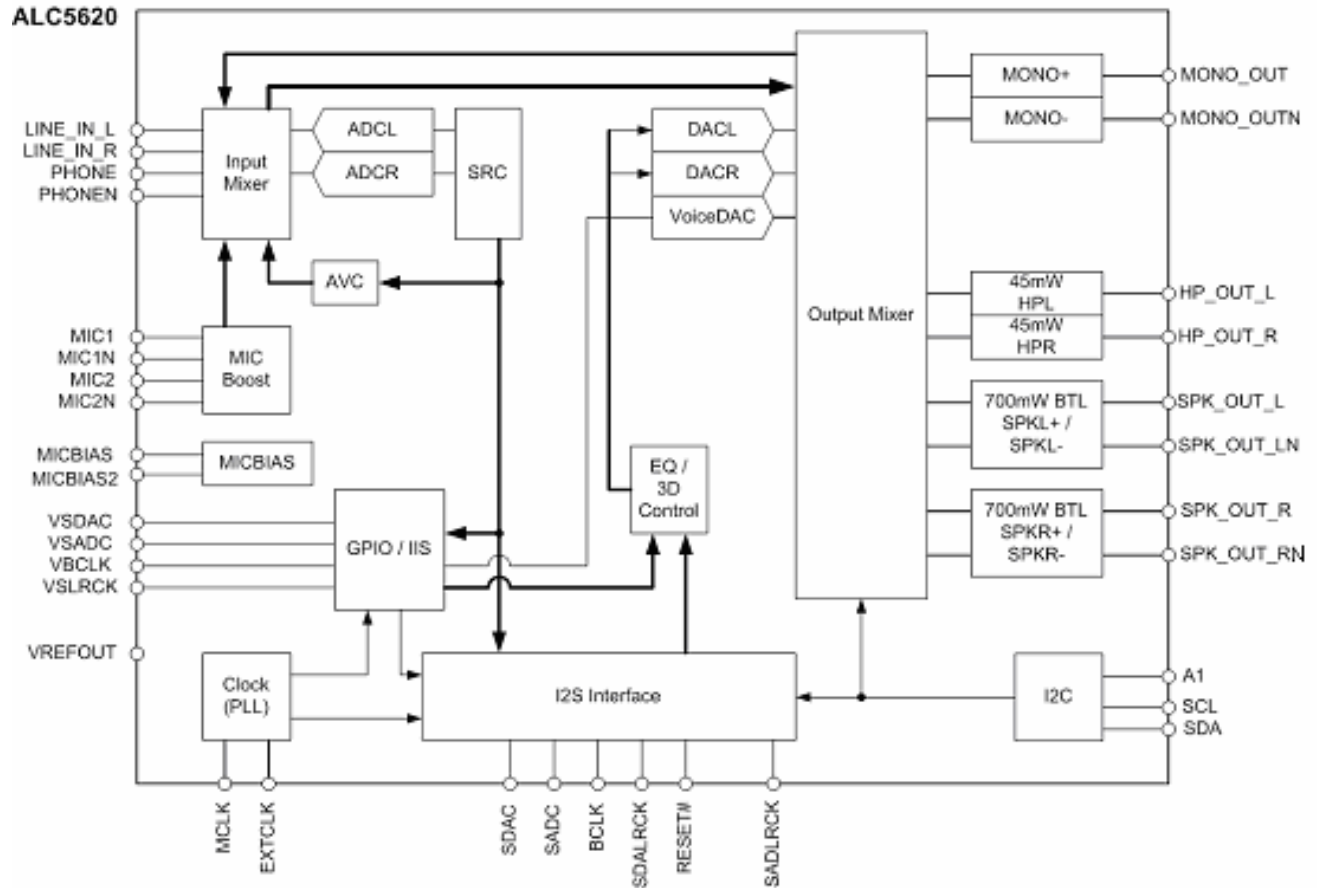 ALC5620
LINE_IN_L
LINE_IN_R
PHONE
PHONEN
Input
Mixer
ADCL
ADCR
SRC
AVC
MIC1
MIC1N
MIC2
MIC2N
MIC
Boost
MICBIAS
MICBIAS2
MICBIAS
VSDAC
VSADC
VBCLK
VSLRCK
GPIO / IIS
VREFOUT
Clock
(PLL)
DACL
DACR
VoiceDAC
EQ /
3D
Control
I2S Interface
Output Mixer
MONO+
MONO-
MONO_OUT
MONO_OUTN
45mW
HPL
45mW
HPR
HP_OUT_L
HP_OUT_R
700mW BTL
SPKL+ /
SPKL-
SPK_OUT_L
SPK_OUT_LN
700mW BTL
SPKR+ /
SPKR-
SPK_OUT_R
SPK_OUT_RN
I2C
A1
SCL
SDA
MCLK
EXTCLK
SDAC
SADC
BCLK
SDALRCK
RESET#
SADLRCK